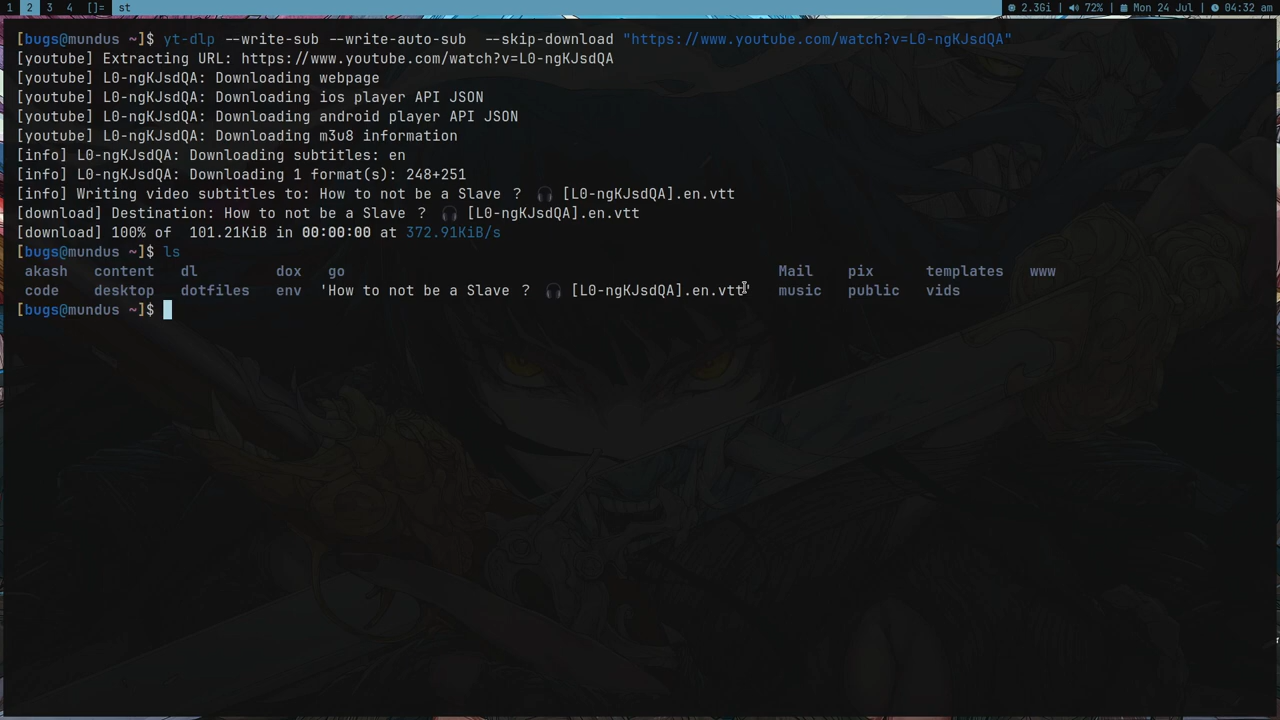 1 2 3 4 []= st 2.3Gi | 72% | Mon 24 Jul | 04:32 am
[bugs@mundus ~]$ yt-dlp --write-sub --write-auto-sub  --skip-download "https://www.youtube.com/watch?v=L0-ngKJsdQA"
[youtube] Extracting URL: https://www.youtube.com/watch?v=L0-ngKJsdQA
[youtube] L0-ngKJsdQA: Downloading webpage
[youtube] L0-ngKJsdQA: Downloading ios player API JSON
[youtube] L0-ngKJsdQA: Downloading android player API JSON
[youtube] L0-ngKJsdQA: Downloading m3u8 information
[info] L0-ngKJsdQA: Downloading subtitles: en
[info] L0-ngKJsdQA: Downloading 1 format(s): 248+251
[info] Writing video subtitles to: How to not be a Slave ? 🎧 [L0-ngKJsdQA].en.vtt
[download] Destination: How to not be a Slave ? 🎧 [L0-ngKJsdQA].en.vtt
[download] 100% of  101.21KiB in 00:00:00 at 372.91KiB/s
[bugs@mundus ~]$ ls
akash content dl dox go Mail pix templates www
code desktop dotfiles env 'How to not be a Slave ? 🎧 [L0-ngKJsdQA].en.vtt' music public vids
[bugs@mundus ~]$